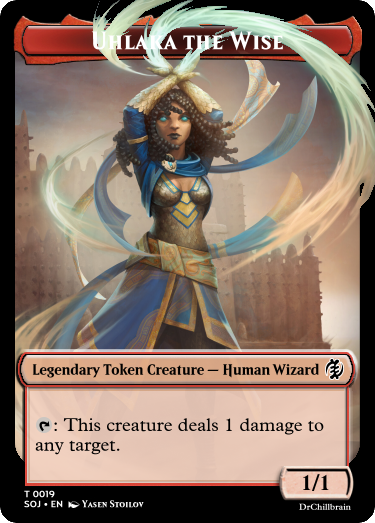 Uhlaka the Wise
Legendary Token Creature — Human Wizard
: This creature deals 1 damage to
any target.
1/1
T 0019
SOJ • EN Yasen Stoilov
DrChillbrain